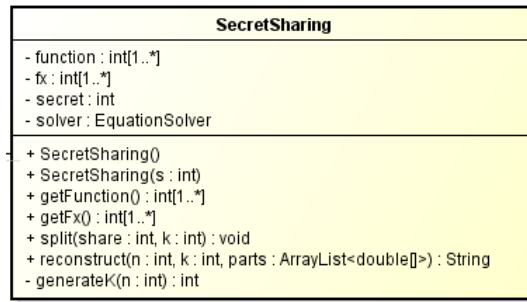 SecretSharing
- function : int[1..*]
- fx : int[1..*]
- secret : int
- solver : EquationSolver
+ SecretSharing()
+ SecretSharing(s : int)
+ getFunction() : int[1..*]
+ getFx() : int[1..*]
+ split(share : int, k : int) : void
+ reconstruct(n : int, k : int, parts : ArrayList<double[]>) : String
- generateK(n : int) : int